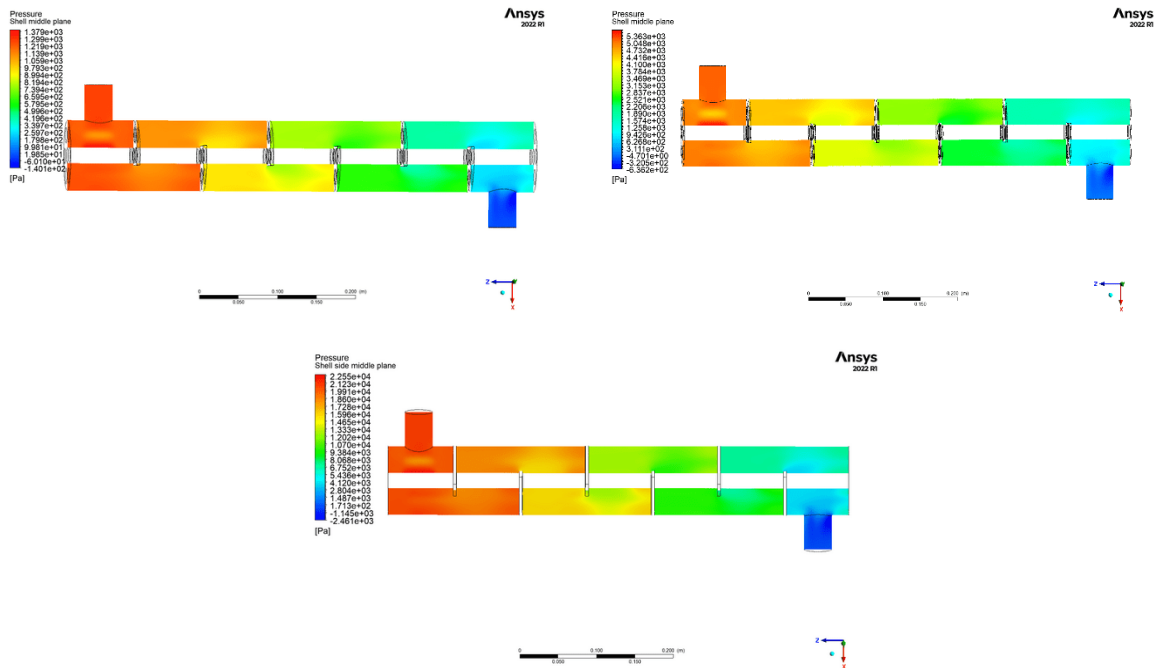 Pressure
Shell middle plane
1.379e+03
1.299e+03
1.219e+03
1.139e+03
1.059e+03
9.793e+02
8.994e+02
8.194e+02
7.394e+02
6.595e+02
5.795e+02
4.996e+02
4.196e+02
3.397e+02
2.597e+02
1.798e+02
9.981e+01
1.985e+01
-6.010e+01
-1.401e+02
[Pa]
Ansys
2022 R1
0
0.100
0.200 (m)
0.050
0.150
Z
Y
X
Pressure
Shell middle plane
5.363e+03
5.048e+03
4.732e+03
4.416e+03
4.100e+03
3.784e+03
3.469e+03
3.153e+03
2.837e+03
2.521e+03
2.206e+03
1.890e+03
1.574e+03
1.258e+03
9.426e+02
6.268e+02
3.111e+02
-4.701e+00
-3.205e+02
-6.362e+02
[Pa]
Ansys
2022 R1
0
0.100
0.200 (m)
0.050
0.150
Z
Y
X
Pressure
Shell side middle plane
2.255e+04
2.123e+04
1.991e+04
1.860e+04
1.728e+04
1.596e+04
1.465e+04
1.333e+04
1.202e+04
1.070e+04
9.384e+03
8.068e+03
6.752e+03
5.436e+03
4.120e+03
2.804e+03
1.487e+03
1.713e+02
-1.145e+03
-2.461e+03
[Pa]
Ansys
2022 R1
0
0.100
0.200 (m)
0.050
0.150
Z
X